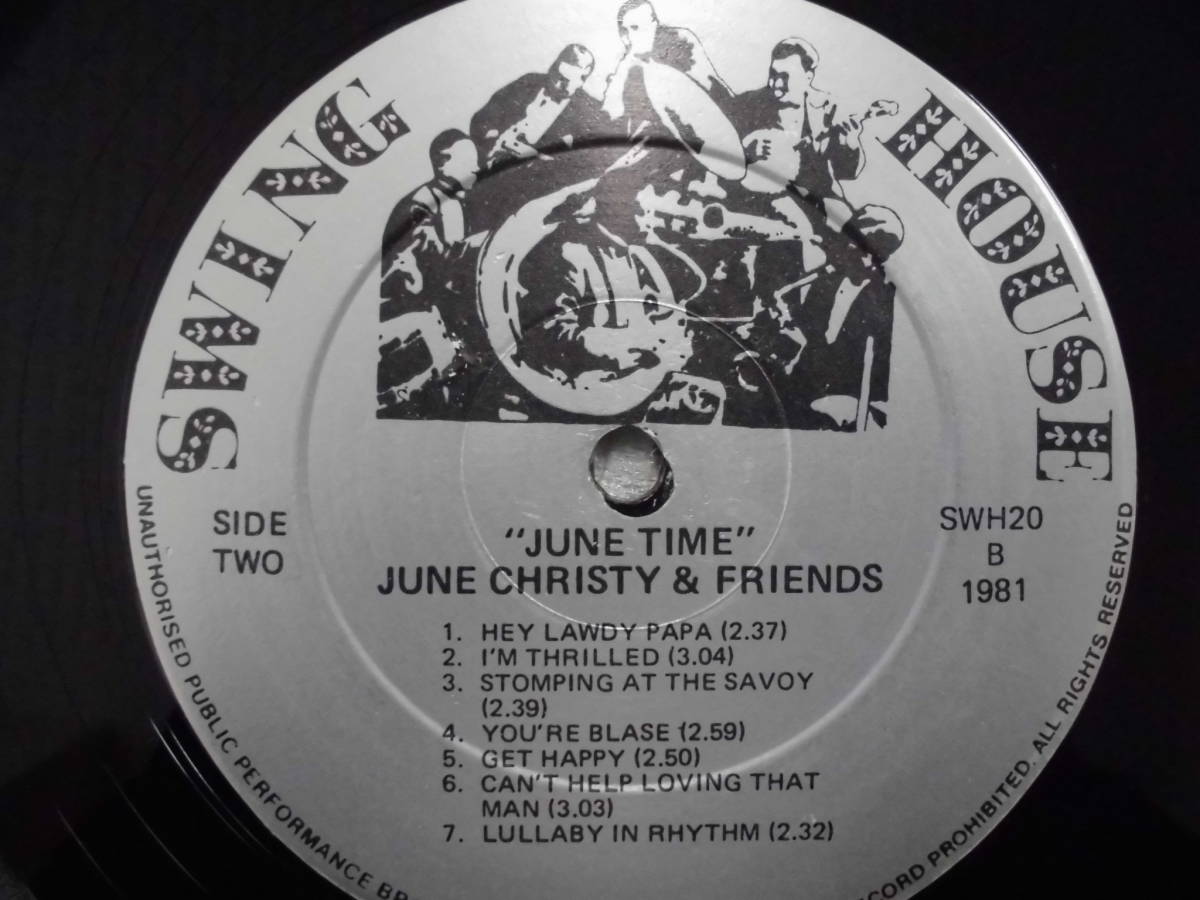 SWING HOUSE
SIDE
TWO
SWH20
B
1981
"JUNE TIME"
JUNE CHRISTY & FRIENDS
1. HEY LAWDY PAPA (2.37)
2. I'M THRILLED (3.04)
3. STOMPING AT THE SAVOY
(2.39)
4. YOU'RE BLASE (2.59)
5. GET HAPPY (2.50)
6. CAN'T HELP LOVING THAT
MAN (3.03)
7. LULLABY IN RHYTHM (2.32)
UNAUTHORISED PUBLIC PERFORMANCE
PROHIBITED. ALL RIGHTS RESERVED